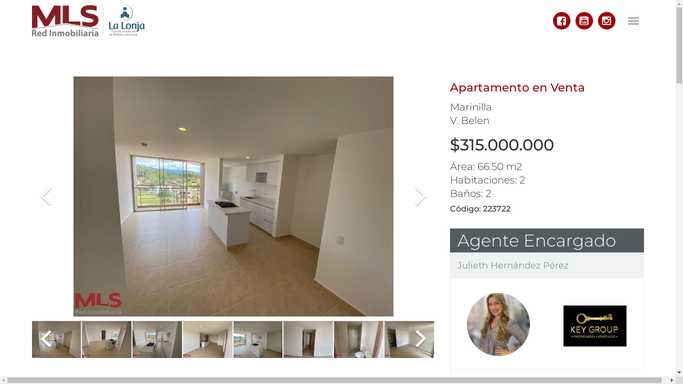 MLS
Red Inmobiliaria
La Lonja
Apartamento en Venta
Marinilla
V. Belen
$315.000.000
Área: 66.50 m2
Habitaciones: 2
Baños: 2
Código: 223722
Agente Encargado
Julieth Hernández Pérez
KEY GROUP
MLS
Red Inmobiliaria